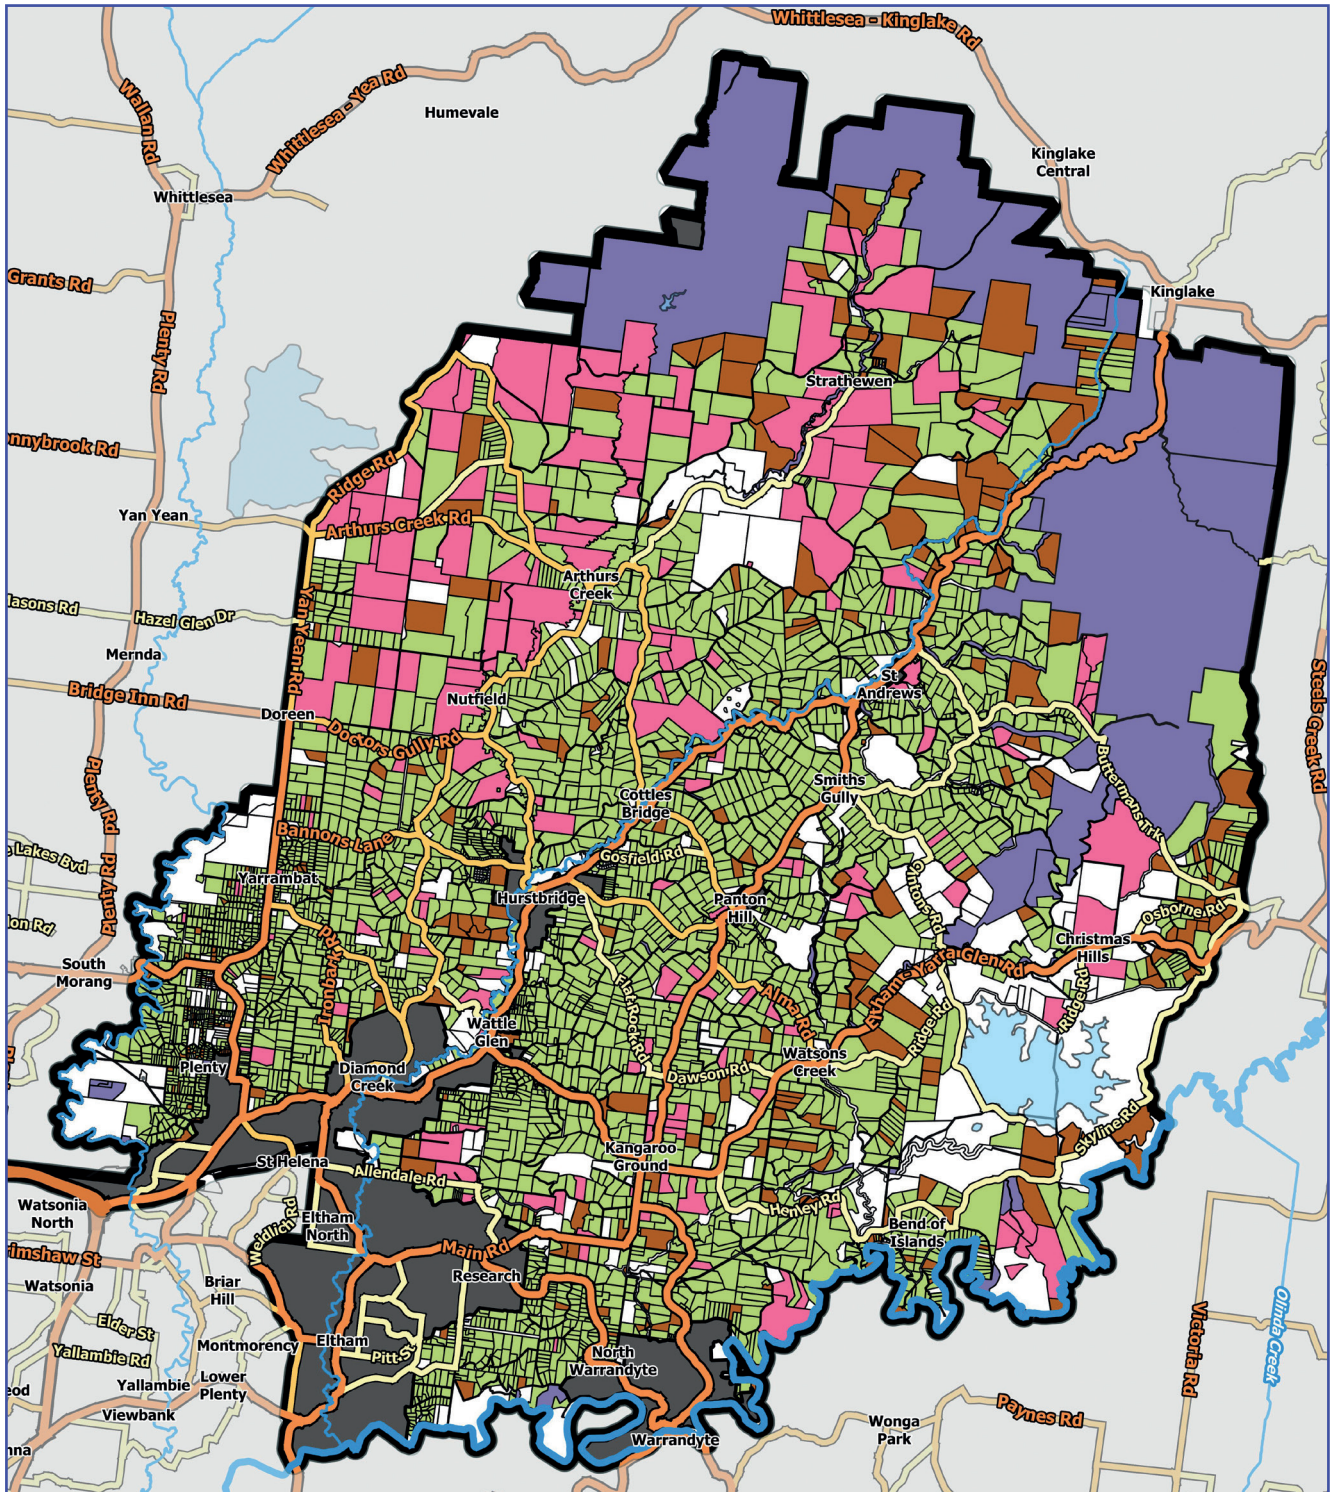 Whittlesea - Kinglake Rd
Wallan Rd
Whittlesea - Yea Rd
Humevale
Kinglake
Central
Whittlesea
Grants Rd
Kinglake
Plenty Rd
Strathewen
nnybrook Rd
Ridge Rd
Yan Yean
Arthurs Creek Rd
Arthurs
Creek
asons Rd
Hazel Glen Dr
Yan Yean Rd
Mernda
Steels Creek Rd
St
Andrews
Bridge Inn Rd
Nutfield
Doreen
Doctors Gully Rd
Buttermans Trk
Plenty Rd
Smiths
Gully
Cottles
Bridge
Bannons Lane
e Lakes Bvd
Gosfield Rd
Yarrambat
Clintons Rd
Plenty Rd
Hurstbridge
Panton
Hill
Osborne Rd
lon Rd
Ironbark Rd
Christmas
Hills
South
Morang
Eltham - Yarra Glen Rd
Flat Rock Rd
Alma Rd
Ridge Rd
Ridge Rd
Wattle
Glen
Watsons
Creek
Plenty
Diamond
Creek
Dawson Rd
Skyline Rd
Kangaroo
Ground
St Helena
Allendale Rd
Watsonia
North
Weidlich Rd
Eltham
North
Henley Rd
Bend of
Islands
Main Rd
rimshaw St
Research
Watsonia
Briar
Hill
Elder St
Montmorency
Eltham
Pitt St
Yallambie Rd
North
Warrandyte
Victoria Rd
Olinda Creek
Yallambie
Lower
Plenty
eod
Viewbank
Wonga
Park
Paynes Rd
Warrandyte
nna